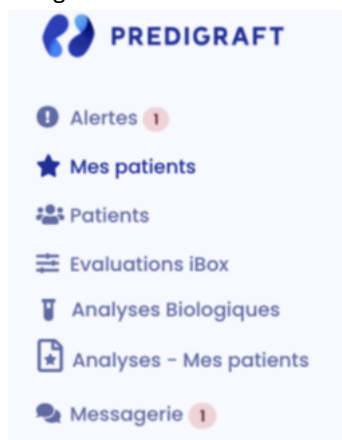 PREDIGRAFT
Alertes 1
Mes patients
Patients
Evaluations iBox
Analyses Biologiques
Analyses - Mes patients
Messagerie 1